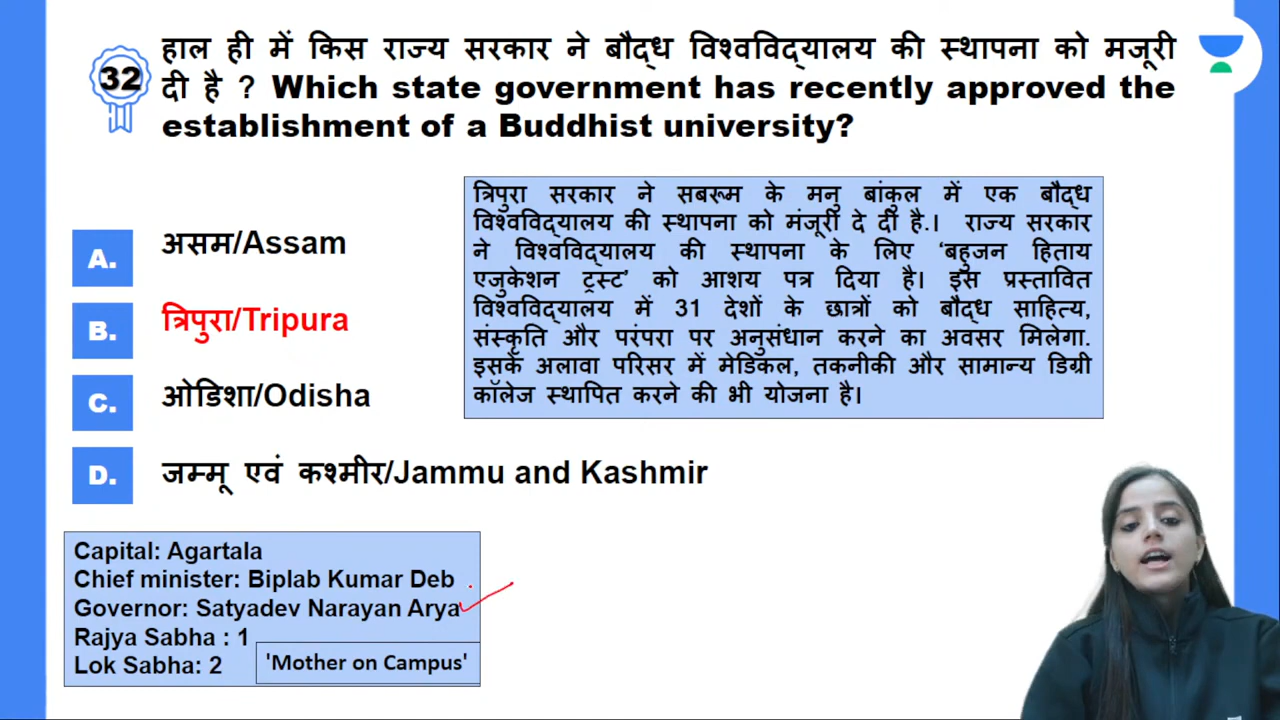 हाल ही में किस राज्य सरकार ने बौद्ध विश्वविद्यालय की स्थापना को मजूरी
32
दी है ? Which state government has recently approved the
establishment of a Buddhist university?
त्रिपुरा सरकार ने सबरूम के मनु बांकुल में एक बौद्ध
विश्वविद्यालय की स्थापना को मंजूरी दे दी है.। राज्य सरकार
ने विश्वविद्यालय की स्थापना के लिए ‘बहुजन हिताय
एजुकेशन ट्रस्ट’ को आशय पत्र दिया है। इस प्रस्तावित
विश्वविद्यालय में 31 देशों के छात्रों को बौद्ध साहित्य,
संस्कृति और परंपरा पर अनुसंधान करने का अवसर मिलेगा.
इसके अलावा परिसर में मेडिकल, तकनीकी और सामान्य डिग्री
कॉलेज स्थापित करने की भी योजना है।
A. असम/Assam
B. त्रिपुरा/Tripura
C. ओडिशा/Odisha
D. जम्मू एवं कश्मीर/Jammu and Kashmir
Capital: Agartala
Chief minister: Biplab Kumar Deb
Governor: Satyadev Narayan Arya
Rajya Sabha : 1
Lok Sabha: 2
'Mother on Campus'